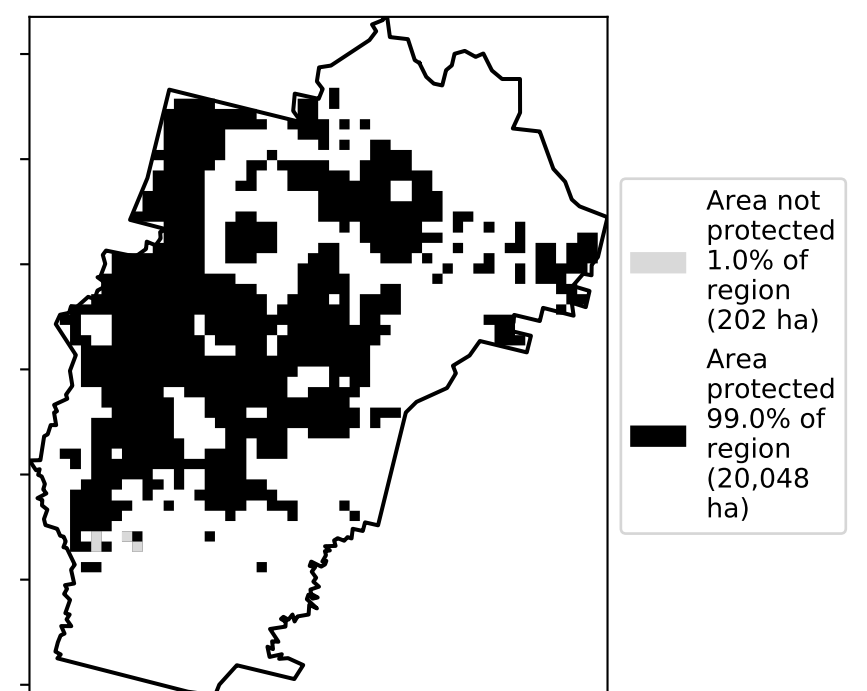 Area not
protected
1.0% of
region
(202 ha)
Area
protected
99.0% of
region
(20,048
ha)